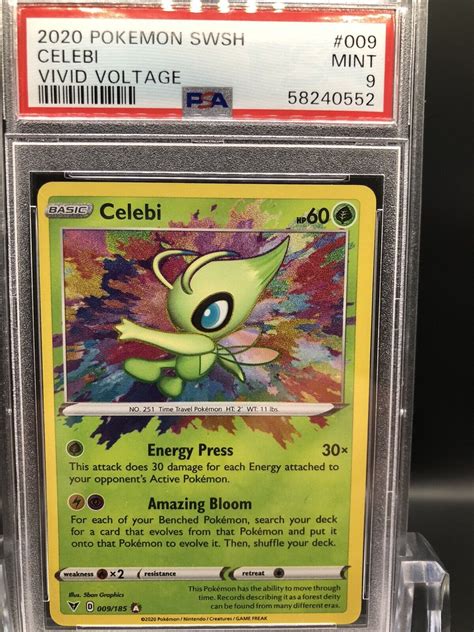 2020 POKEMON SWSH #009
CELEBI MINT
VIVID VOLTAGE 9
PSA 58240552
BASIC Celebi HP60
NO. 251 Time Travel Pokémon HT: 2' WT: 11 lbs.
Energy Press 30×
This attack does 30 damage for each Energy attached to
your opponent's Active Pokémon.
Amazing Bloom
For each of your Benched Pokémon, search your deck
for a card that evolves from that Pokémon and put it
onto that Pokémon to evolve it. Then, shuffle your deck.
weakness ×2 resistance retreat
Illus. 5ban Graphics
V D 009/185 A
This Pokémon has the ability to move through
time. Records describing it as a forest deity
can be found from many different eras.
©2020 Pokémon / Nintendo / Creatures / GAME FREAK